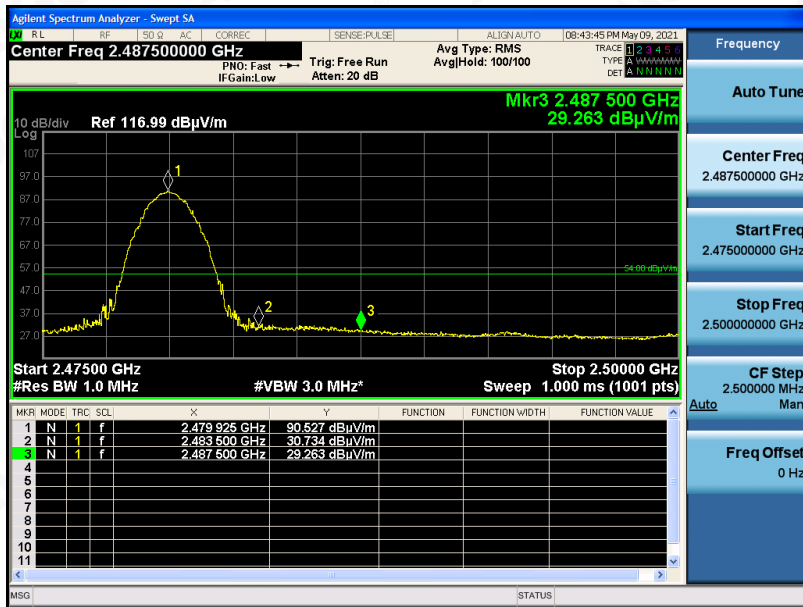 Agilent Spectrum Analyzer - Swept SA
LXI RL RF 50 Ω AC CORREC SENSE:PULSE ALIGN AUTO 08:43:45 PM May 09, 2021
Center Freq 2.487500000 GHz
PNO: Fast
IFGain:Low
Trig: Free Run
Atten: 20 dB
Avg Type: RMS
Avg|Hold: 100/100
TRACE 1 2 3 4 5 6
TYPE A WWWWW
DET A N N N N N
Mkr3 2.487 500 GHz
29.263 dBµV/m
10 dB/div Ref 116.99 dBµV/m
Log
107
97.0
87.0
77.0
67.0
57.0
47.0
37.0
27.0
1
2
3
54.00 dBµV/m
Start 2.47500 GHz Stop 2.50000 GHz
#Res BW 1.0 MHz #VBW 3.0 MHz* Sweep 1.000 ms (1001 pts)
MKR MODE TRC SCL X Y FUNCTION FUNCTION WIDTH FUNCTION VALUE
1 N 1 f 2.479 925 GHz 90.527 dBµV/m
2 N 1 f 2.483 500 GHz 30.734 dBµV/m
3 N 1 f 2.487 500 GHz 29.263 dBµV/m
4
5
6
7
8
9
10
11
MSG STATUS
Frequency
Auto Tune
Center Freq
2.487500000 GHz
Start Freq
2.475000000 GHz
Stop Freq
2.500000000 GHz
CF Step
2.500000 MHz
Auto Man
Freq Offset
0 Hz